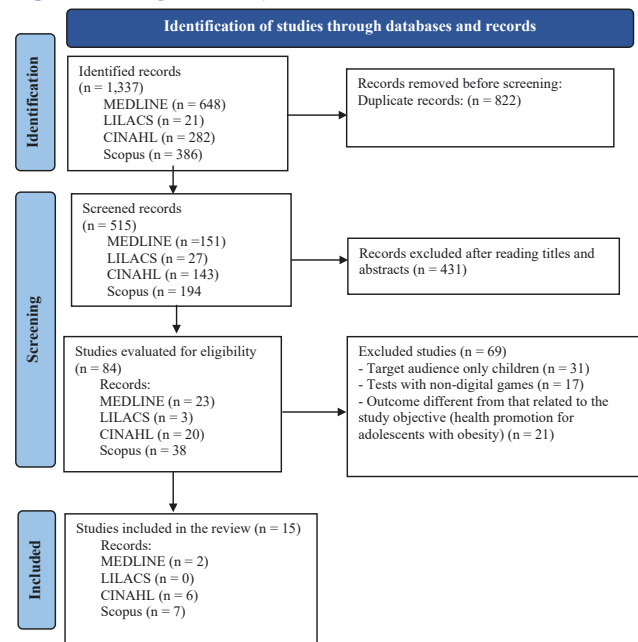 Identification of studies through databases and records
Identification
Identified records
(n = 1,337)
MEDLINE (n = 648)
LILACS (n = 21)
CINAHL (n = 282)
Scopus (n = 386)
Records removed before screening:
Duplicate records: (n = 822)
Screening
Screened records
(n = 515)
MEDLINE (n =151)
LILACS (n = 27)
CINAHL (n = 143)
Scopus (n = 194
Records excluded after reading titles and
abstracts (n = 431)
Studies evaluated for eligibility
(n = 84)
Records:
MEDLINE (n = 23)
LILACS (n = 3)
CINAHL (n = 20)
Scopus (n = 38
Excluded studies (n = 69)
- Target audience only children (n = 31)
- Tests with non-digital games (n = 17)
- Outcome different from that related to the
study objective (health promotion for
adolescents with obesity) (n = 21)
Included
Studies included in the review (n = 15)
Records:
MEDLINE (n = 2)
LILACS (n = 0)
CINAHL (n = 6)
Scopus (n = 7)